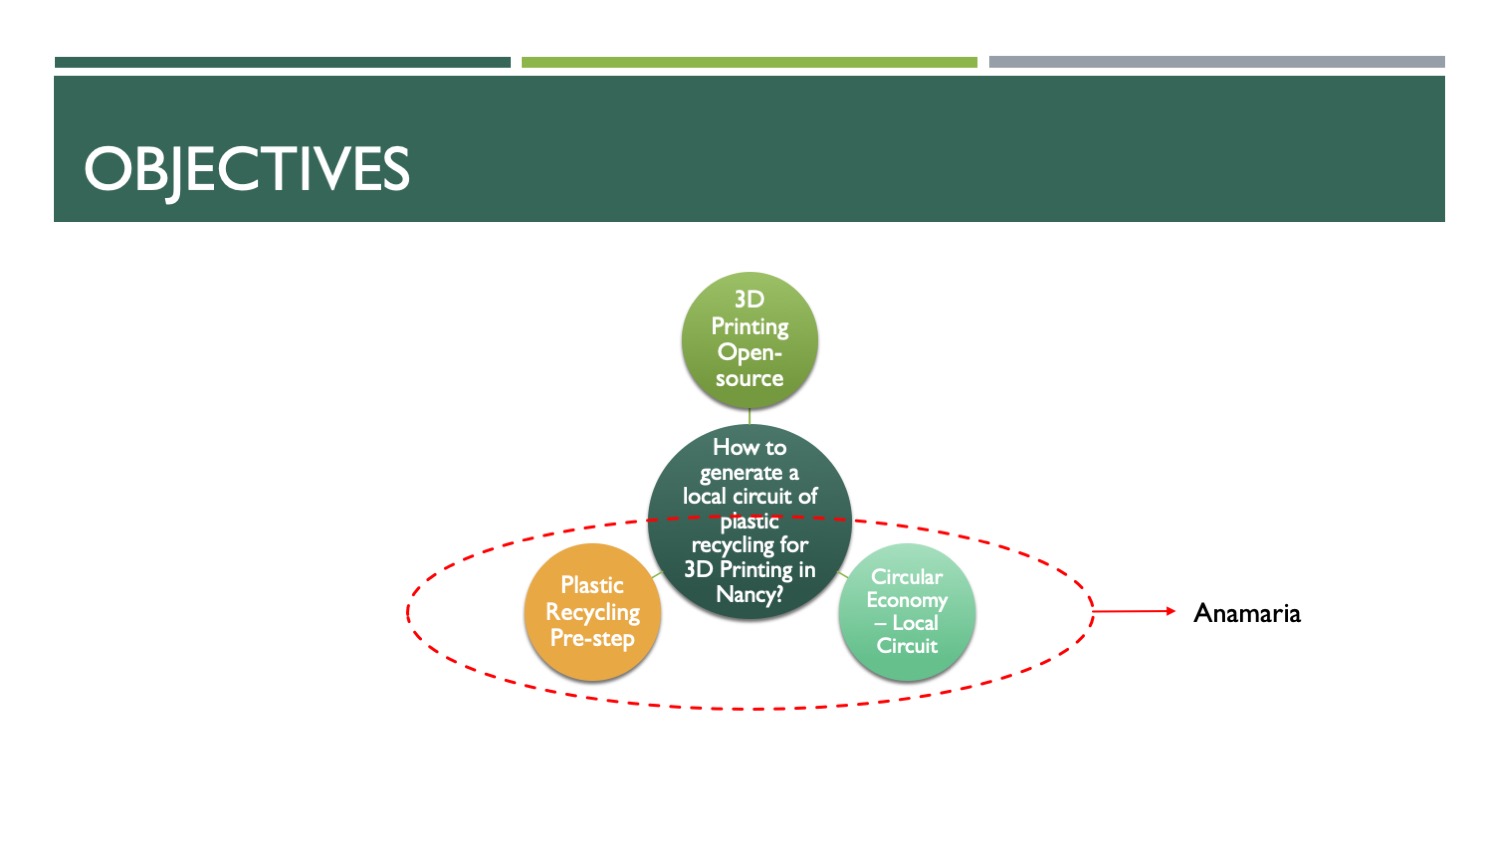 OBJECTIVES
3D
Printing
Open-
source
How to
generate a
local circuit of
plastic
recycling for
3D Printing in
Nancy?
Plastic
Recycling
Pre-step
Circular
Economy
– Local
Circuit
Anamaria